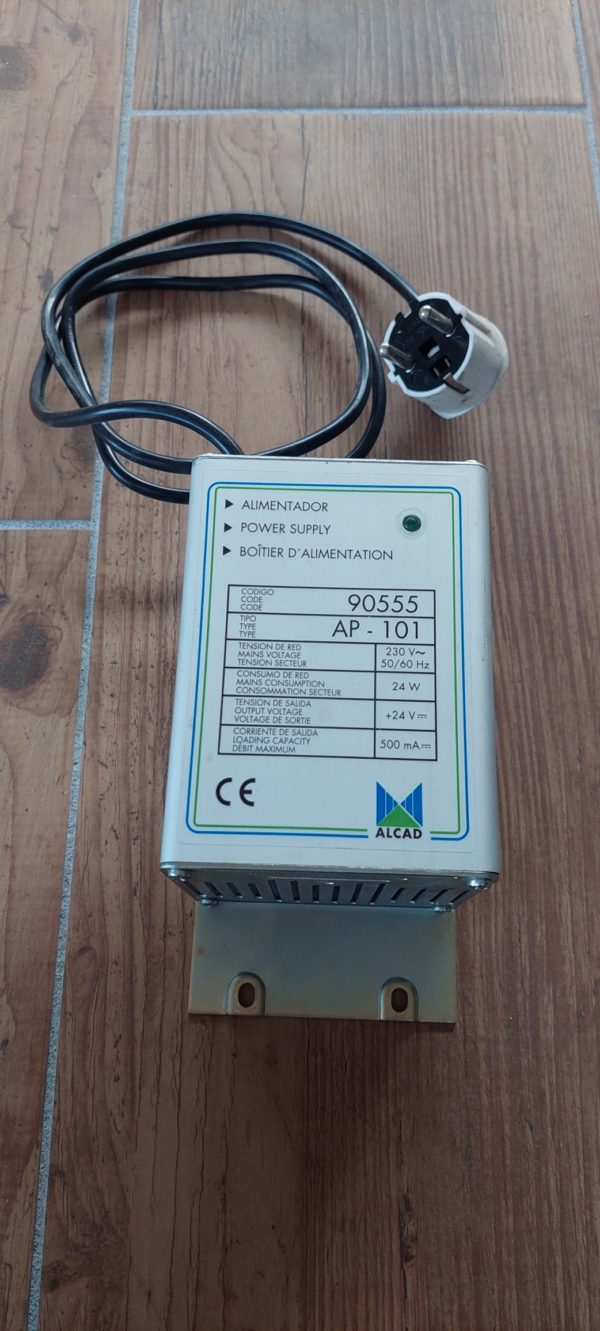 ▶ ALIMENTADOR
▶ POWER SUPPLY
▶ BOÎTIER D´ALIMENTATION
CODIGO
CODE
CODE
90555
TIPO
TYPE
TYPE
AP - 101
TENSION DE RED
MAINS VOLTAGE
TENSION SECTEUR
230 V~
50/60 Hz
CONSUMO DE RED
MAINS CONSUMPTION
CONSOMMATION SECTEUR
24 W
TENSION DE SALIDA
OUTPUT VOLTAGE
VOLTAGE DE SORTIE
+24 V⎓
CORRIENTE DE SALIDA
LOADING CAPACITY
DEBIT MAXIMUM
500 mA⎓
CE
ALCAD